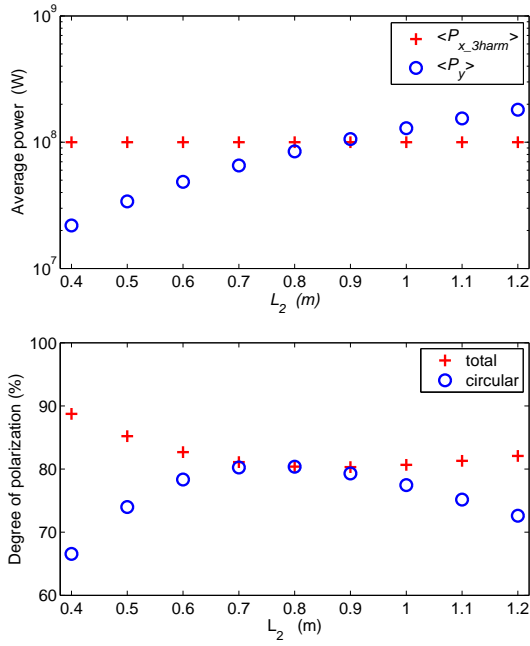 10^9
10^8
10^7
Average power (W)
<P_{x_3harm}>
<P_y>
0.4 0.5 0.6 0.7 0.8 0.9 1 1.1 1.2
L_2 (m)
100
90
80
70
60
Degree of polarization (%)
total
circular
0.4 0.5 0.6 0.7 0.8 0.9 1 1.1 1.2
L_2 (m)